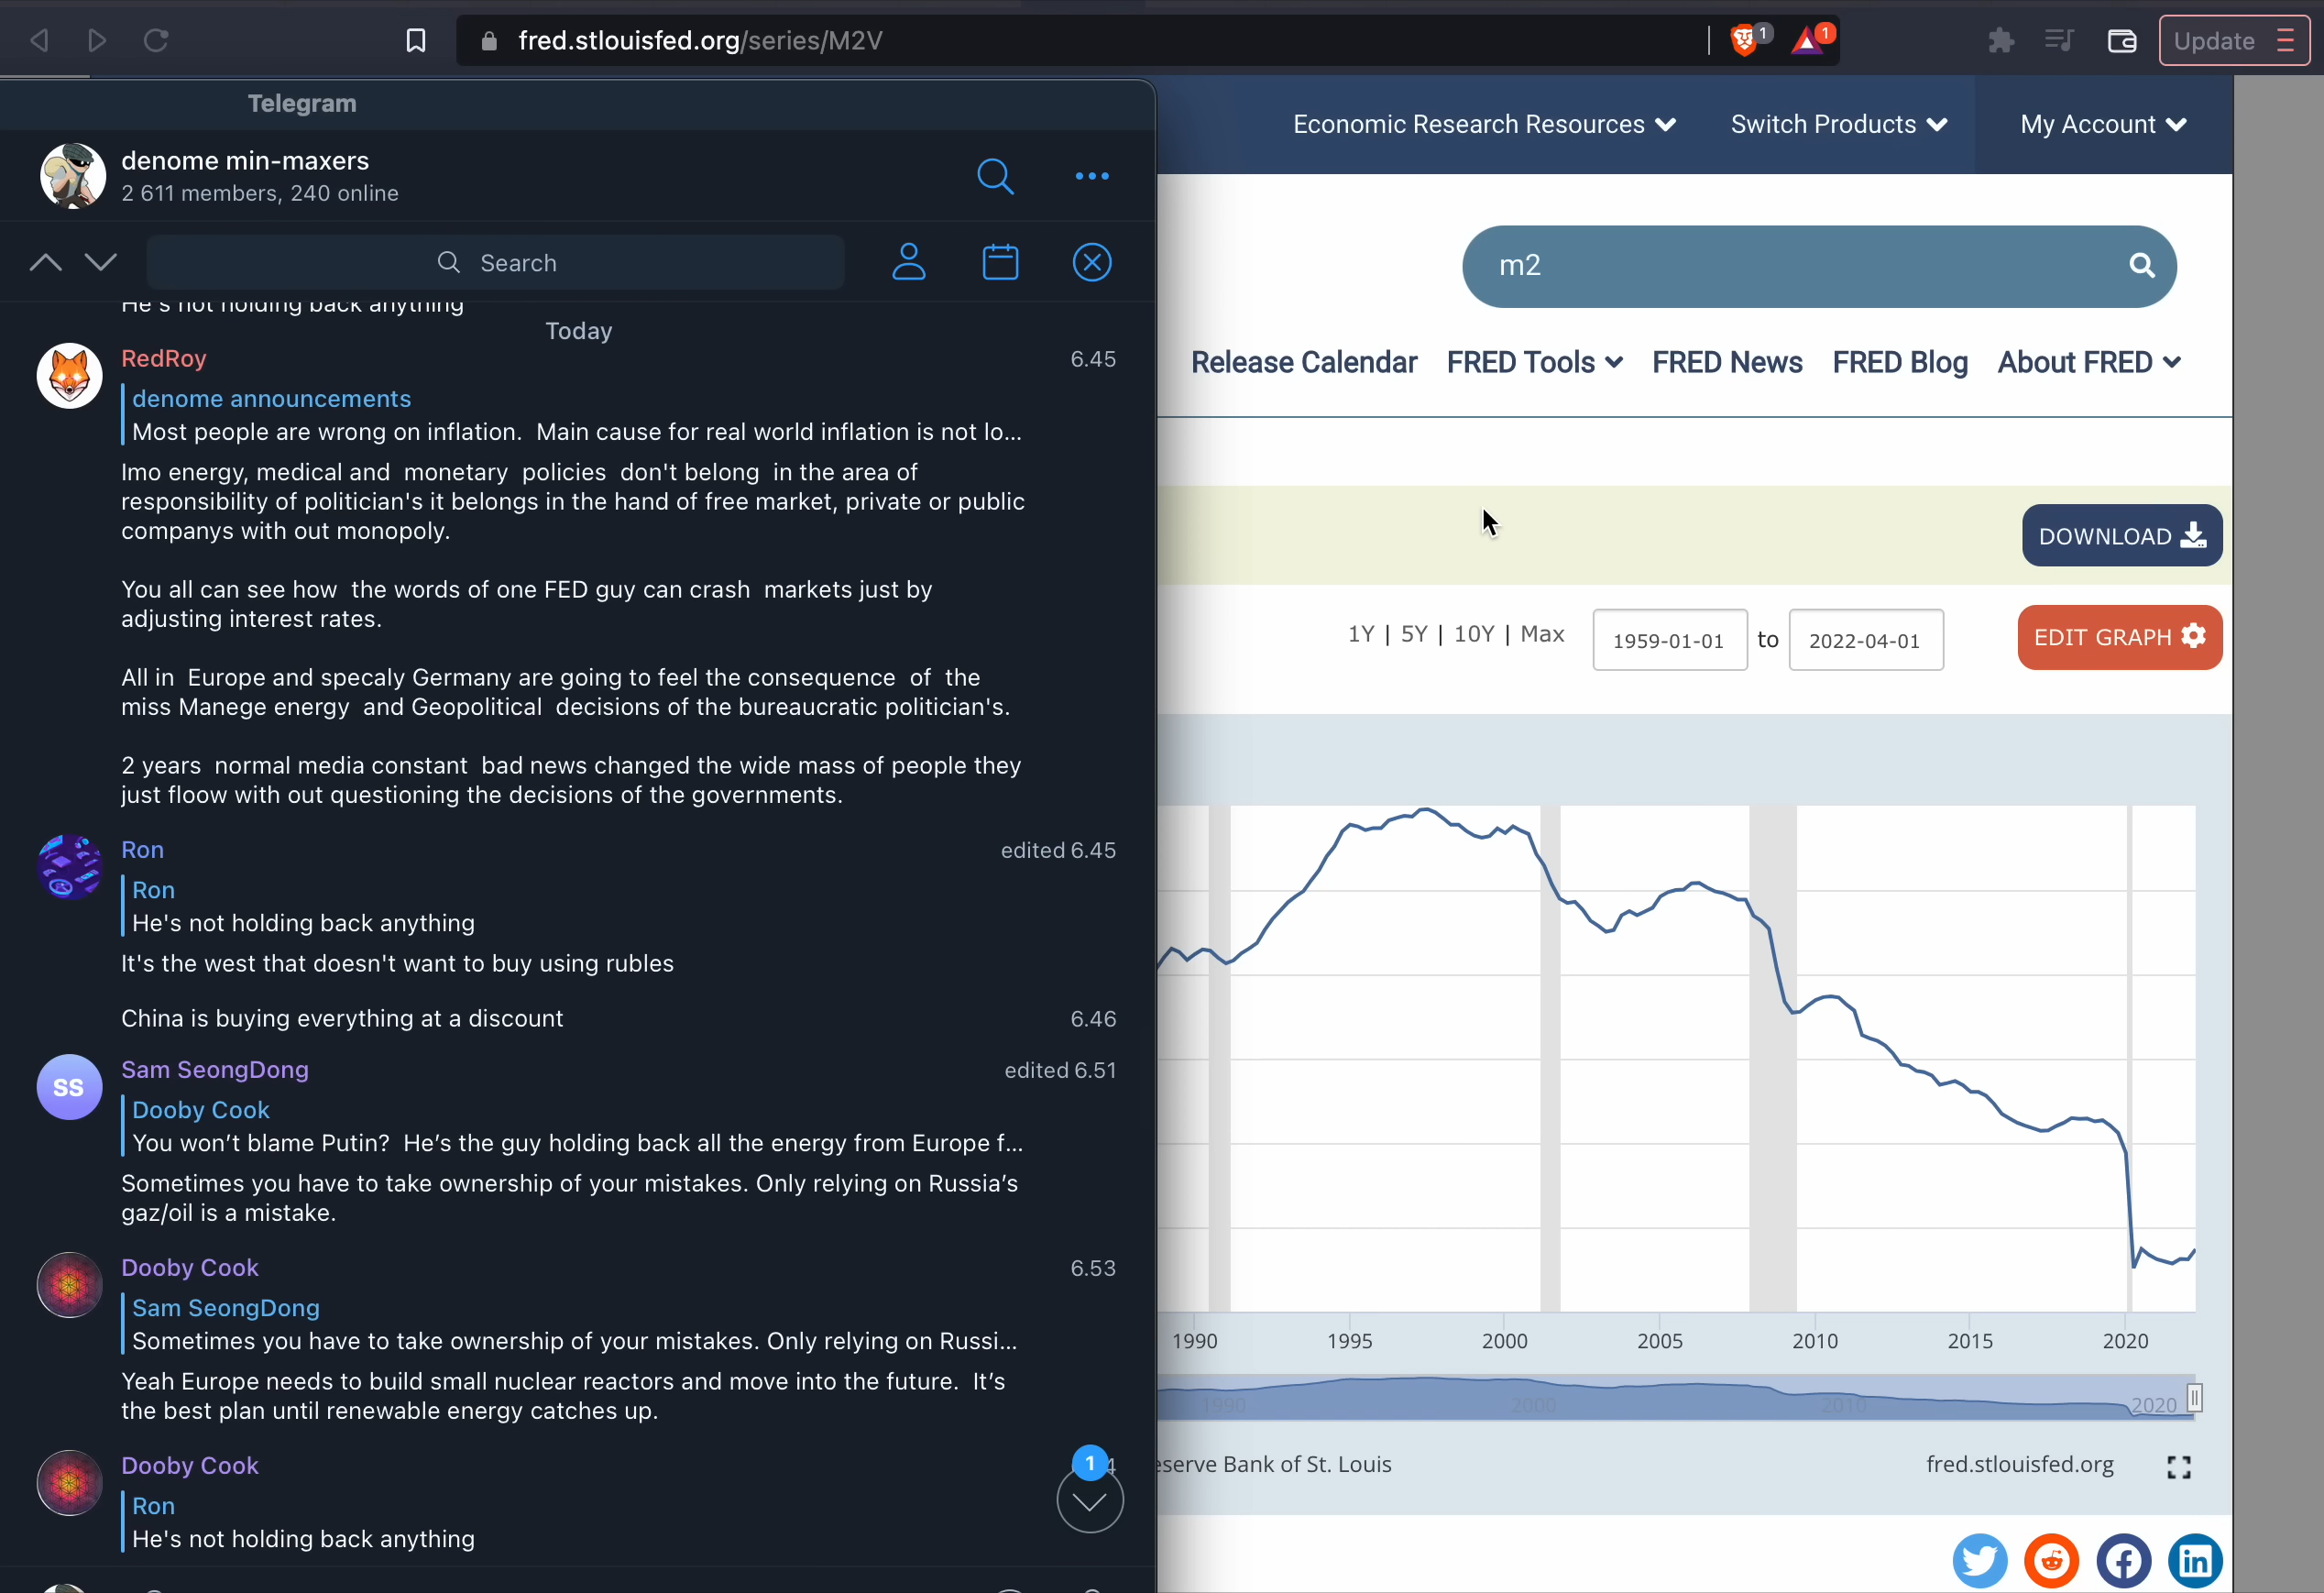 fred.stlouisfed.org/series/M2V
1
1
Update
Telegram
denome min-maxers
2 611 members, 240 online
Search
He's not holding back anything
Today
RedRoy
6.45
denome announcements
Most people are wrong on inflation.  Main cause for real world inflation is not lo...
Imo energy, medical and  monetary  policies  don't belong  in the area of
responsibility of politician's it belongs in the hand of free market, private or public
companys with out monopoly.
You all can see how  the words of one FED guy can crash  markets just by
adjusting interest rates.
All in  Europe and specaly Germany are going to feel the consequence  of  the
miss Manege energy  and Geopolitical  decisions of the bureaucratic politician's.
2 years  normal media constant  bad news changed the wide mass of people they
just floow with out questioning the decisions of the governments.
Ron
edited 6.45
Ron
He's not holding back anything
It's the west that doesn't want to buy using rubles
China is buying everything at a discount
6.46
SS
Sam SeongDong
edited 6.51
Dooby Cook
You won’t blame Putin?  He’s the guy holding back all the energy from Europe f...
Sometimes you have to take ownership of your mistakes. Only relying on Russia’s
gaz/oil is a mistake.
Dooby Cook
6.53
Sam SeongDong
Sometimes you have to take ownership of your mistakes. Only relying on Russi...
Yeah Europe needs to build small nuclear reactors and move into the future.  It’s
the best plan until renewable energy catches up.
Dooby Cook
1
4
Ron
He's not holding back anything
Economic Research Resources
Switch Products
My Account
m2
Release Calendar
FRED Tools
FRED News
FRED Blog
About FRED
DOWNLOAD
1Y | 5Y | 10Y | Max
1959-01-01
to
2022-04-01
EDIT GRAPH
1990
1995
2000
2005
2010
2015
2020
1990
2000
2010
2020
eserve Bank of St. Louis
fred.stlouisfed.org
in